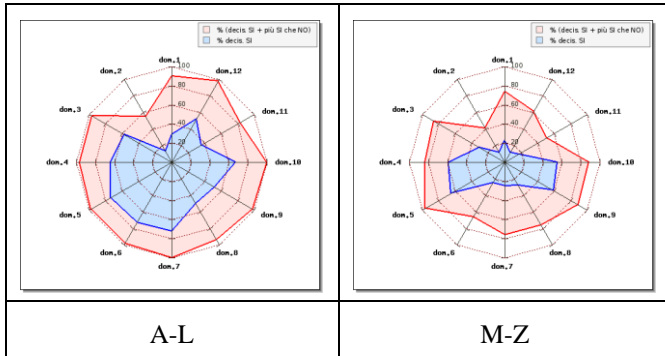 % (decis. SI + più SI che NO)
% decis. SI
dom.1
100
80
60
40
20
dom.2
dom.12
dom.3
dom.11
dom.4
dom.10
dom.5
dom.9
dom.6
dom.8
dom.7
A-L
% (decis. SI + più SI che NO)
% decis. SI
dom.1
100
80
60
40
20
dom.2
dom.12
dom.3
dom.11
dom.4
dom.10
dom.5
dom.9
dom.6
dom.8
dom.7
M-Z